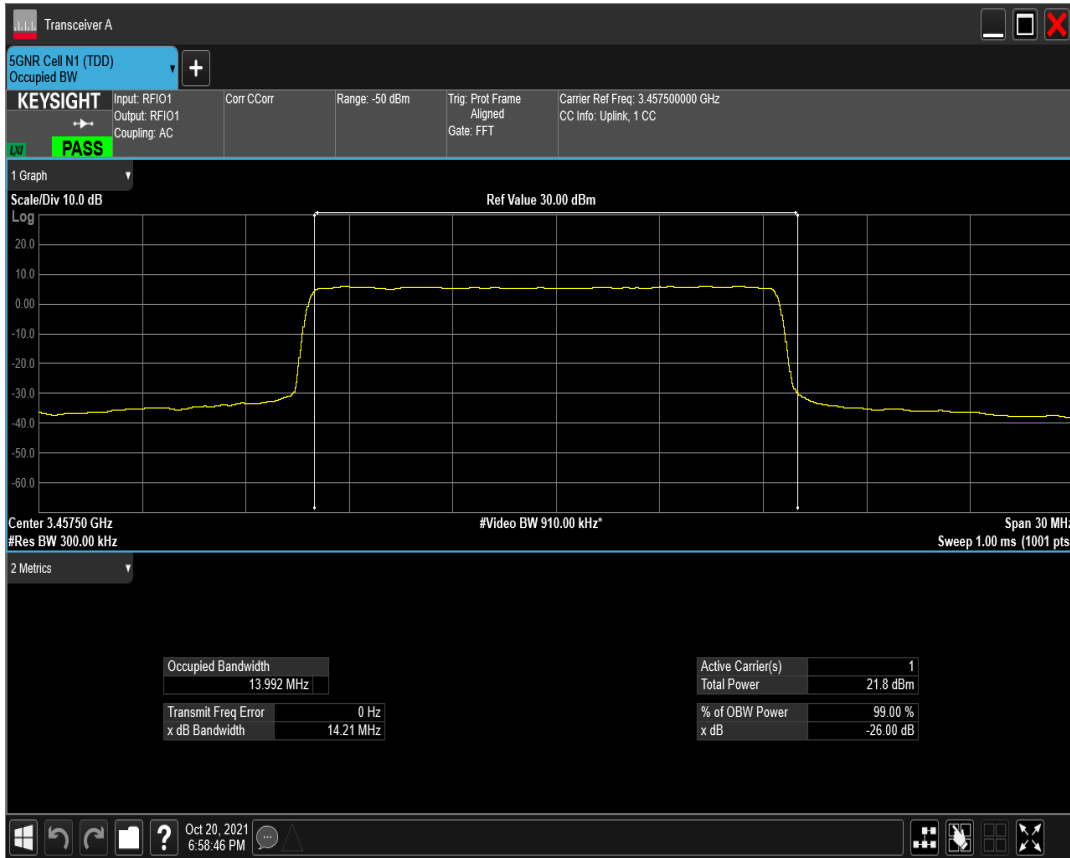 Transceiver A
5GNR Cell N1 (TDD)
Occupied BW
+
KEYSIGHT
LXI
PASS
Input: RFIO1
Output: RFIO1
Coupling: AC
Corr CCorr
Range: -50 dBm
Trig: Prot Frame
Aligned
Gate: FFT
Carrier Ref Freq: 3.457500000 GHz
CC Info: Uplink, 1 CC
1 Graph
Scale/Div 10.0 dB
Ref Value 30.00 dBm
Log
20.0
10.0
0.00
-10.0
-20.0
-30.0
-40.0
-50.0
-60.0
Center 3.45750 GHz
#Video BW 910.00 kHz*
Span 30 MHz
#Res BW 300.00 kHz
Sweep 1.00 ms (1001 pts
2 Metrics
Occupied Bandwidth
13.992 MHz
Transmit Freq Error 0 Hz
x dB Bandwidth 14.21 MHz
Active Carrier(s) 1
Total Power 21.8 dBm
% of OBW Power 99.00 %
x dB -26.00 dB
?
Oct 20, 2021
6:58:46 PM